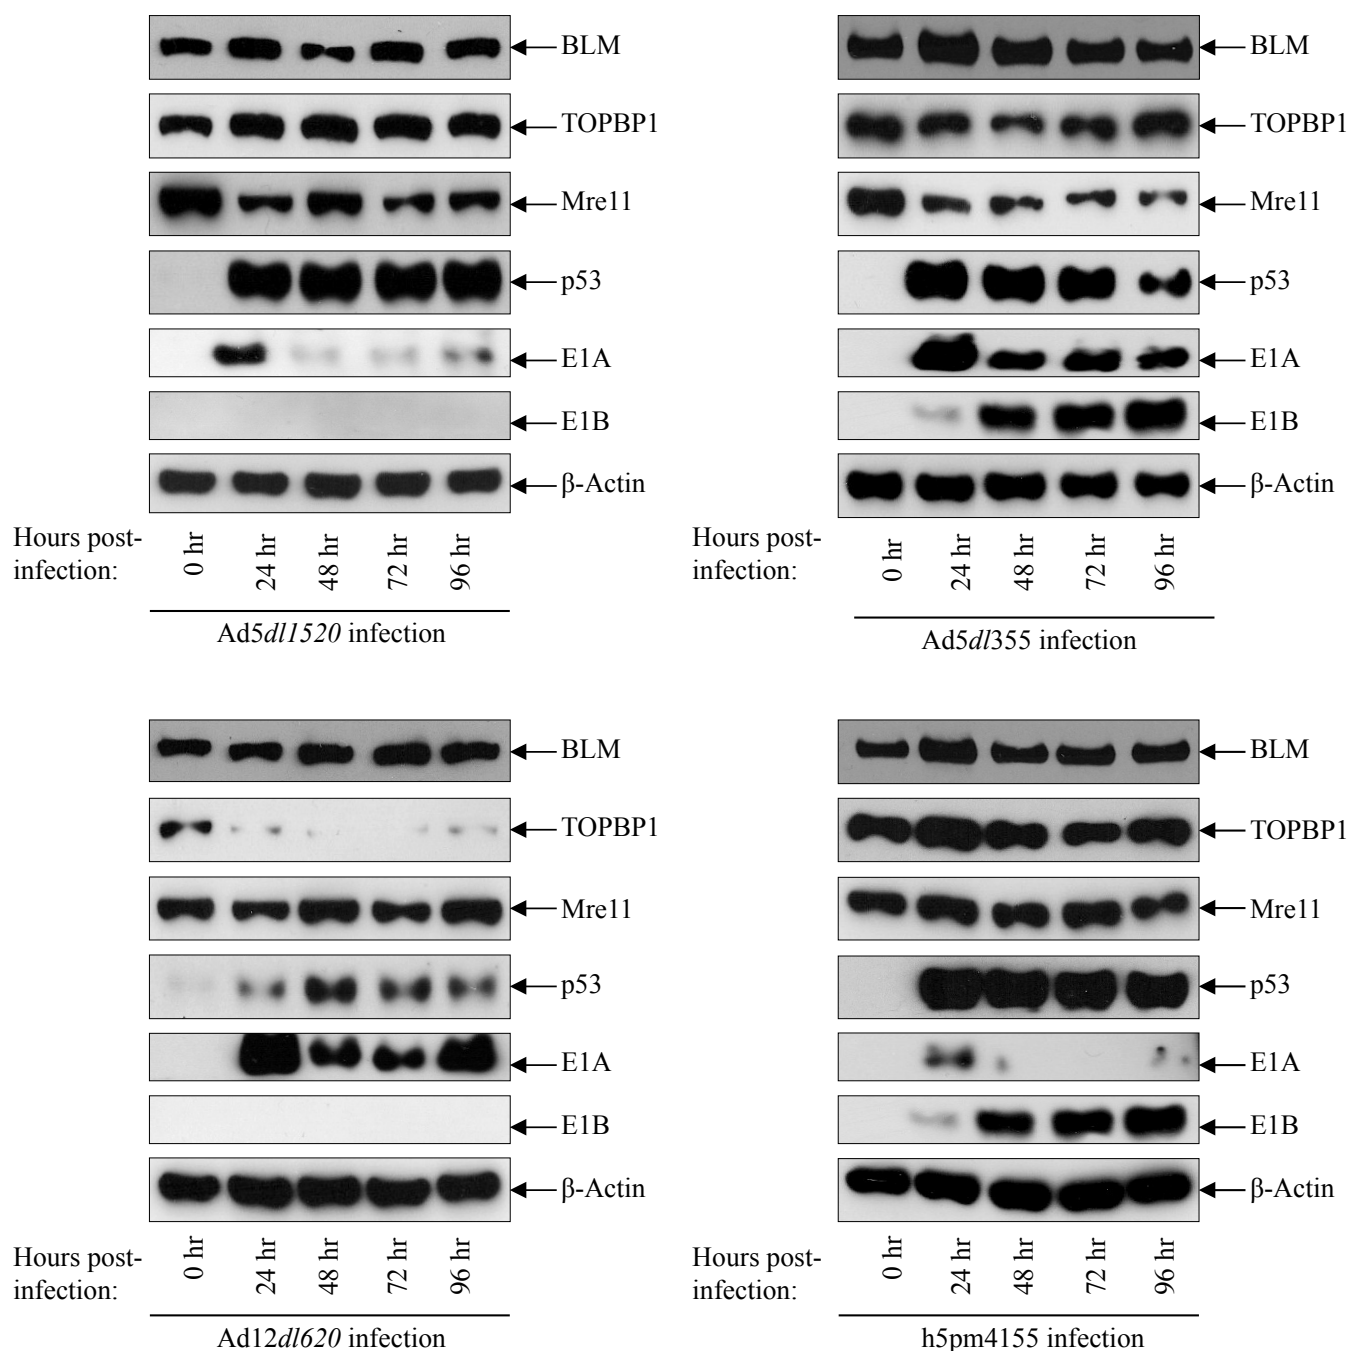 BLM
TOPBP1
Mre11
p53
E1A
E1B
β-Actin
Hours post-
infection:
0 hr
24 hr
48 hr
72 hr
96 hr
Ad5dl1520 infection
BLM
TOPBP1
Mre11
p53
E1A
E1B
β-Actin
Hours post-
infection:
0 hr
24 hr
48 hr
72 hr
96 hr
Ad5dl355 infection
BLM
TOPBP1
Mre11
p53
E1A
E1B
β-Actin
Hours post-
infection:
0 hr
24 hr
48 hr
72 hr
96 hr
Ad12dl620 infection
BLM
TOPBP1
Mre11
p53
E1A
E1B
β-Actin
Hours post-
infection:
0 hr
24 hr
48 hr
72 hr
96 hr
h5pm4155 infection